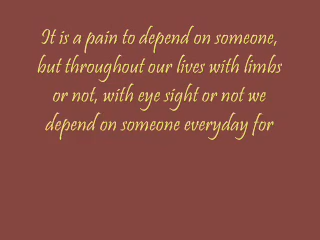 It is a pain to depend on someone,
but throughout our lives with limbs
or not, with eye sight or not we
depend on someone everyday for